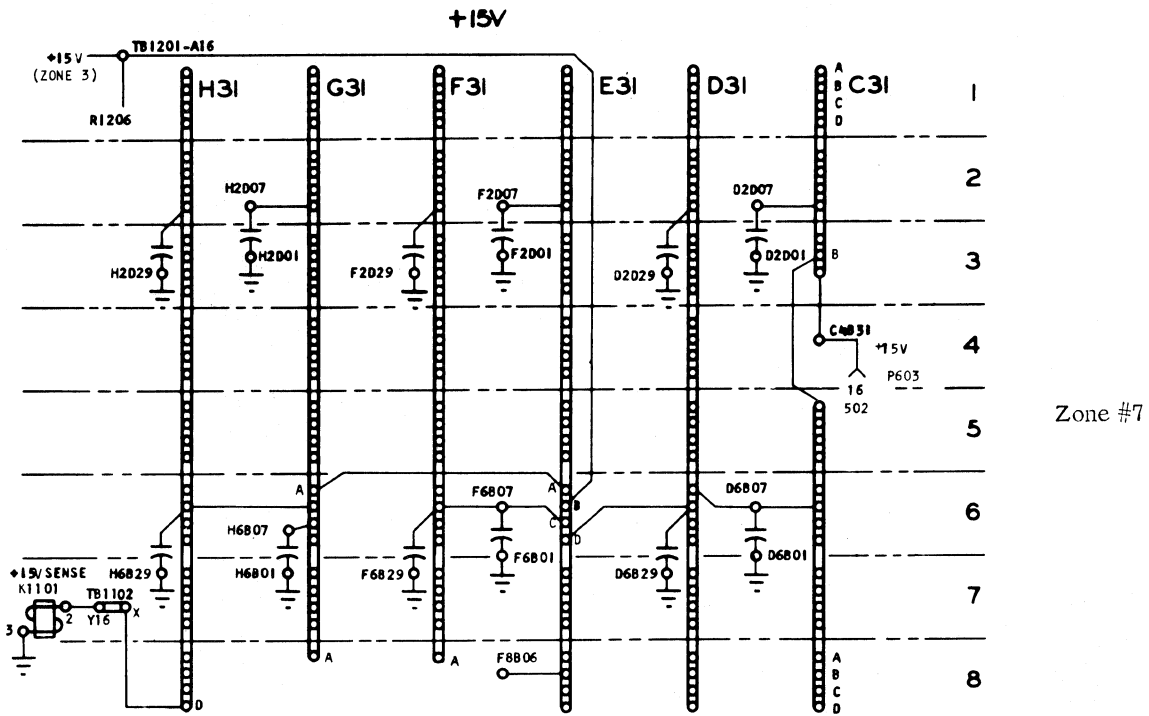 +15V
+15V
(ZONE 3)
TB1201-A16
R1206
H31
G31
F31
E31
D31
A
B
C
D
C31
1
2
H2D07
F2D07
D2D07
H2D29
H2D01
F2D29
F2D01
D2D29
D2D01
B
3
C4B31
+15V
P603
16
502
4
5
Zone #7
A
A
B
C
D
H6B07
F6B07
D6B07
6
H6B29
H6B01
F6B29
F6B01
D6B29
D6B01
+15V SENSE
K1101
2
3
TB1102
Y16
X
7
D
A
A
F8B06
A
B
C
D
8